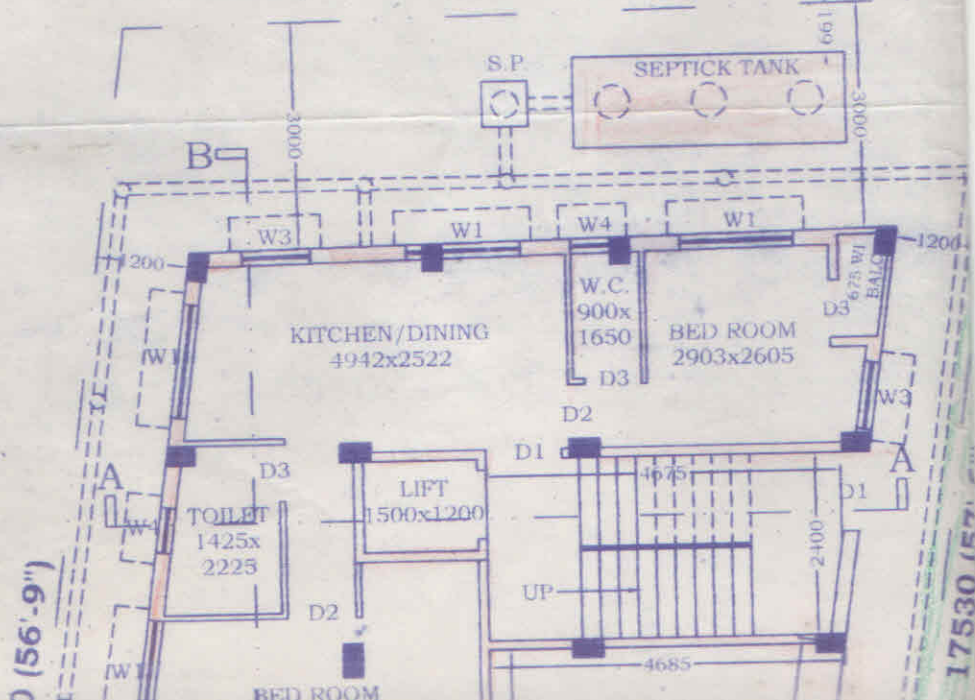 661
S.P.
SEPTICK TANK
3000
3000
B
W3
W1
W4
W1
1200
1200
W.C.
900x
1650
675 WI
BALC
D3
KITCHEN/DINING
4942x2522
BED ROOM
2903x2605
W1
D3
W3
D2
D1
A
D3
4675
A
D1
LIFT
1500x1200
W4
TOILET
1425x
2225
2400
UP
D2
0 (56'-9")
17530 (57'
W1
4685
BED ROOM